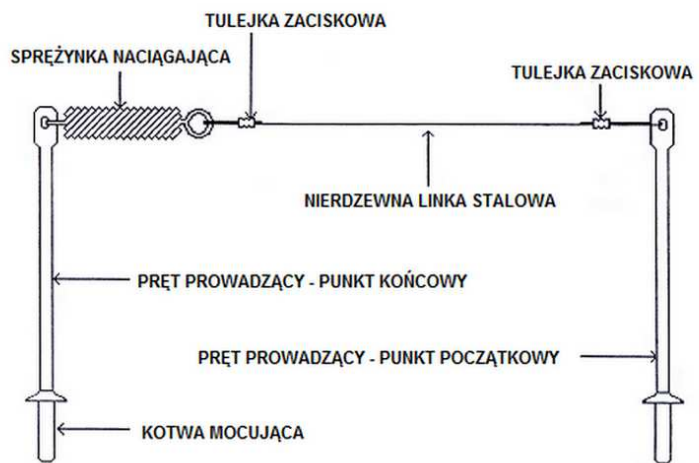 TULEJKA ZACISKOWA
SPRĘŻYNKA NACIĄGAJĄCA
TULEJKA ZACISKOWA
NIERDZEWNA LINKA STALOWA
PRĘT PROWADZĄCY - PUNKT KOŃCOWY
PRĘT PROWADZĄCY - PUNKT POCZĄTKOWY
KOTWA MOCUJĄCA